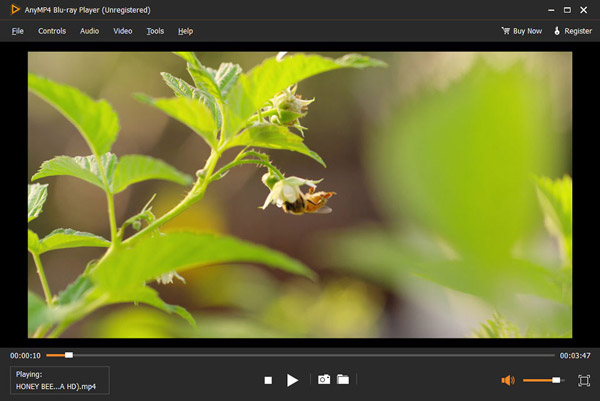 AnyMP4 Blu-ray Player (Unregistered)
File Controls Audio Video Tools Help Buy Now Register
00:00:10 00:03:47
Playing:
HONEY BEE...A HD).mp4